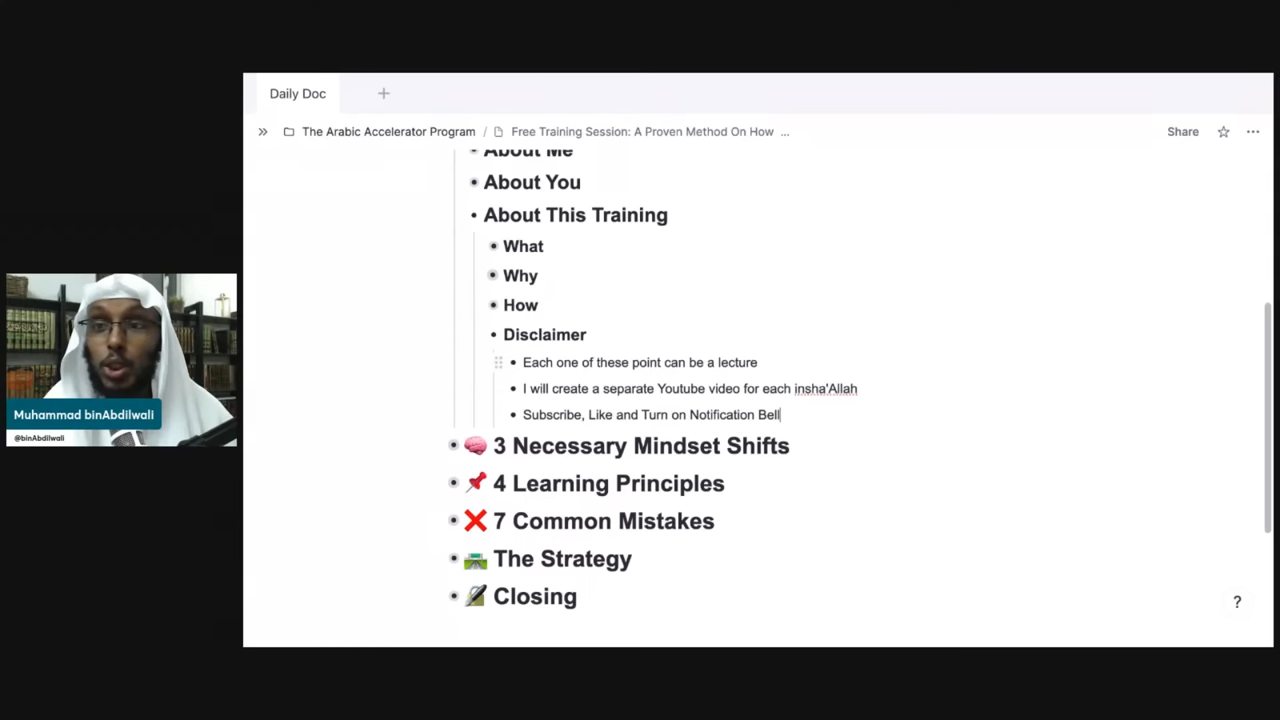 Daily Doc
The Arabic Accelerator Program / Free Training Session: A Proven Method On How ...
Share
About Me
About You
About This Training
What
Why
How
Disclaimer
Each one of these point can be a lecture
I will create a separate Youtube video for each insha'Allah
Subscribe, Like and Turn on Notification Bell
3 Necessary Mindset Shifts
4 Learning Principles
7 Common Mistakes
The Strategy
Closing
?
Muhammad binAbdilwali
@binAbdilwali